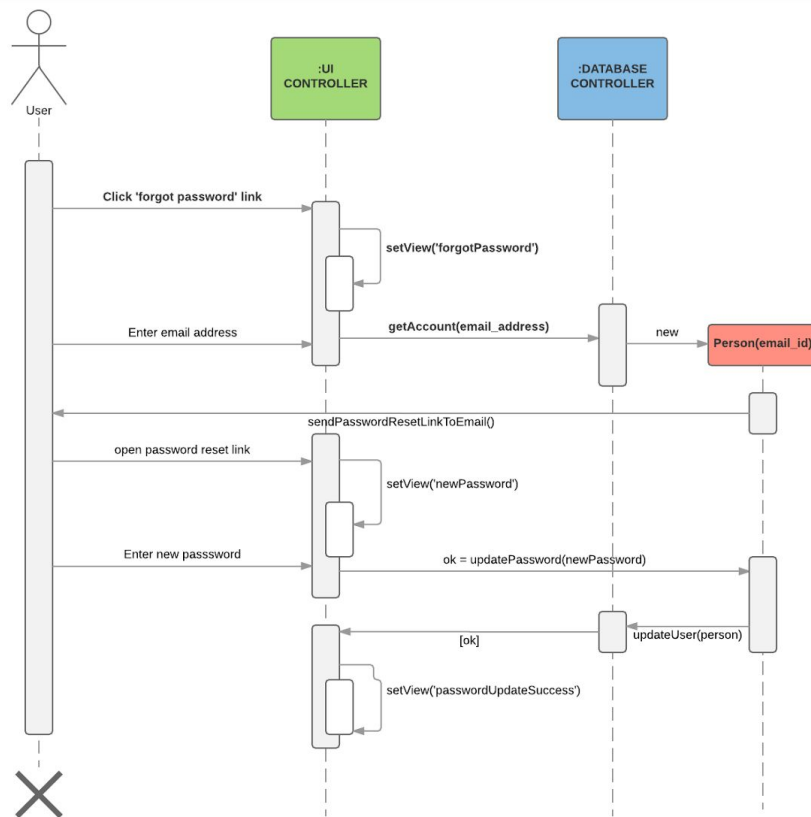 User
:UI
CONTROLLER
:DATABASE
CONTROLLER
Click 'forgot password' link
setView('forgotPassword')
Enter email address
getAccount(email_address)
new
Person(email_id)
sendPasswordResetLinkToEmail()
open password reset link
setView('newPassword')
Enter new passsword
ok = updatePassword(newPassword)
[ok]
updateUser(person)
setView('passwordUpdateSuccess')